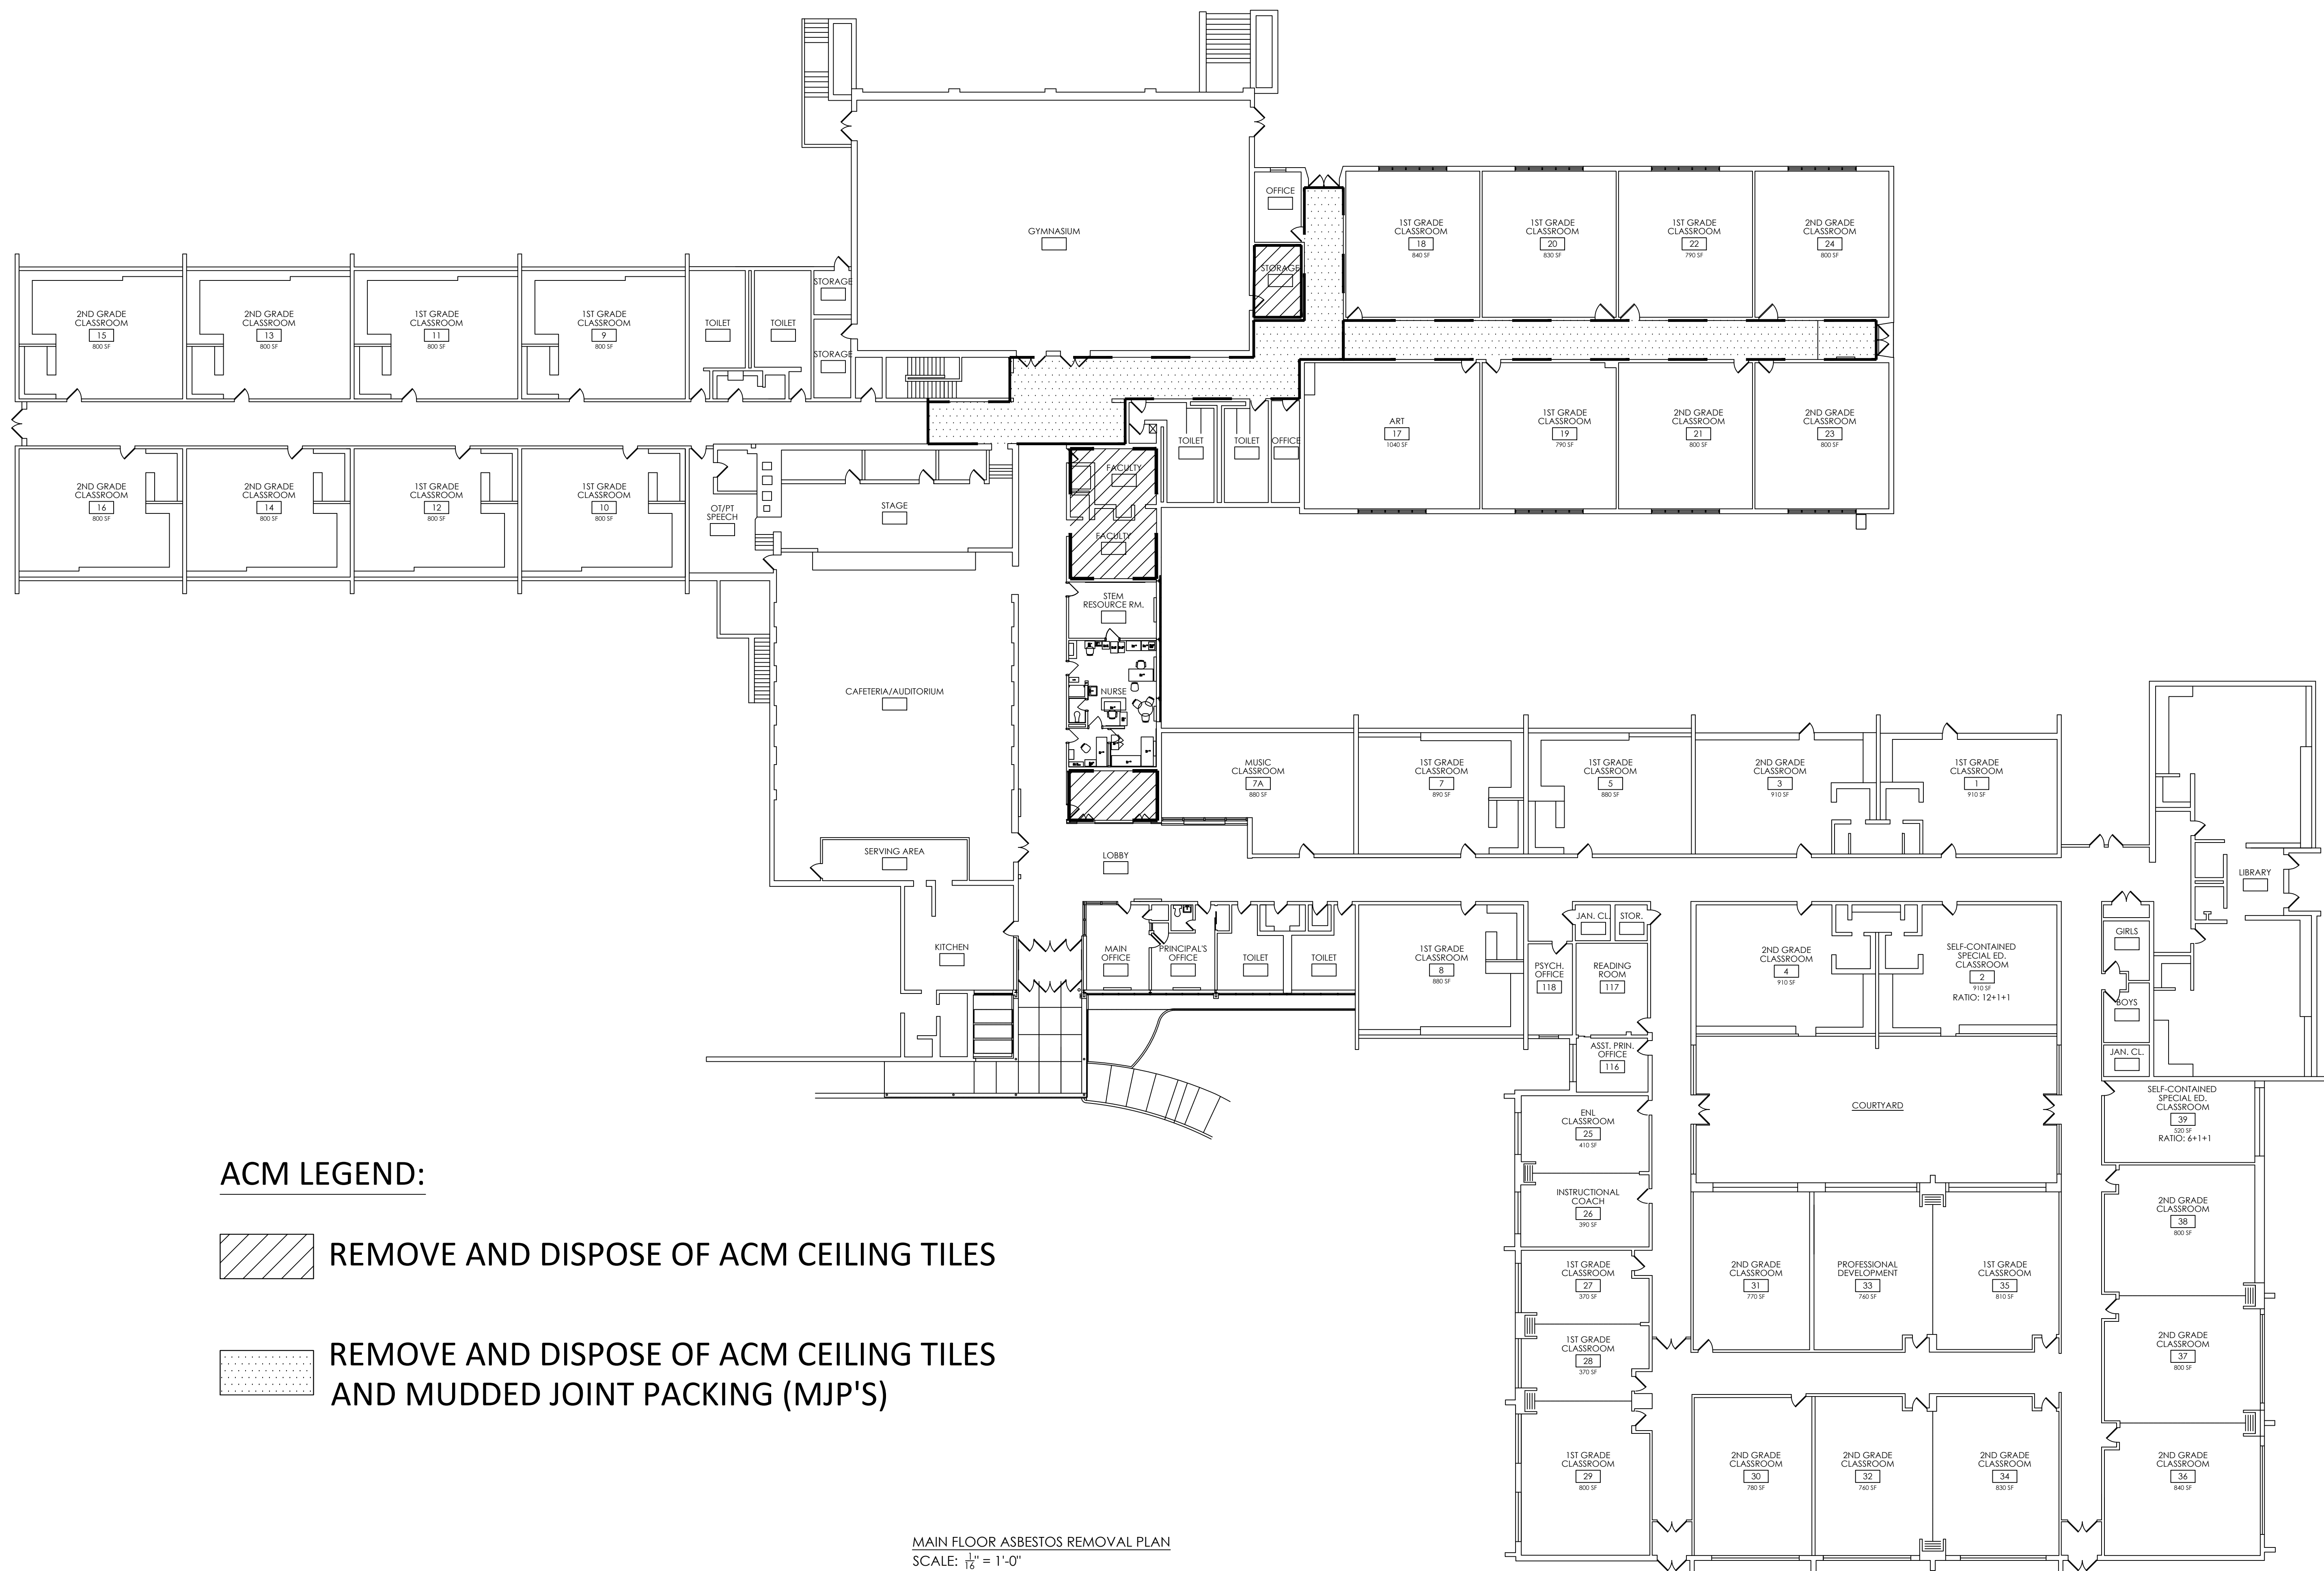 OFFICE
GYMNASIUM
STORAGE
1ST GRADE
CLASSROOM
18
840 SF
1ST GRADE
CLASSROOM
20
830 SF
1ST GRADE
CLASSROOM
22
790 SF
2ND GRADE
CLASSROOM
24
800 SF
2ND GRADE
CLASSROOM
15
800 SF
2ND GRADE
CLASSROOM
13
800 SF
1ST GRADE
CLASSROOM
11
800 SF
1ST GRADE
CLASSROOM
9
800 SF
TOILET
TOILET
STORAGE
STORAGE
2ND GRADE
CLASSROOM
16
800 SF
2ND GRADE
CLASSROOM
14
800 SF
1ST GRADE
CLASSROOM
12
800 SF
1ST GRADE
CLASSROOM
10
800 SF
OT/PT
SPEECH
STAGE
FACULTY
FACULTY
TOILET
TOILET
OFFICE
ART
17
1040 SF
1ST GRADE
CLASSROOM
19
790 SF
2ND GRADE
CLASSROOM
21
800 SF
2ND GRADE
CLASSROOM
23
800 SF
STEM
RESOURCE RM.
NURSE
CAFETERIA/AUDITORIUM
SERVING AREA
LOBBY
KITCHEN
MUSIC
CLASSROOM
7A
880 SF
1ST GRADE
CLASSROOM
7
890 SF
1ST GRADE
CLASSROOM
5
880 SF
2ND GRADE
CLASSROOM
3
910 SF
1ST GRADE
CLASSROOM
1
910 SF
LIBRARY
MAIN
OFFICE
PRINCIPAL'S
OFFICE
TOILET
TOILET
1ST GRADE
CLASSROOM
8
880 SF
JAN. CL.
STOR.
PSYCH.
OFFICE
118
READING
ROOM
117
ASST. PRIN.
OFFICE
116
2ND GRADE
CLASSROOM
4
910 SF
SELF-CONTAINED
SPECIAL ED.
CLASSROOM
2
910 SF
RATIO: 12+1+1
GIRLS
BOYS
JAN. CL.
COURTYARD
SELF-CONTAINED
SPECIAL ED.
CLASSROOM
39
520 SF
RATIO: 6+1+1
ENL
CLASSROOM
25
410 SF
INSTRUCTIONAL
COACH
26
390 SF
1ST GRADE
CLASSROOM
27
370 SF
1ST GRADE
CLASSROOM
28
370 SF
1ST GRADE
CLASSROOM
29
800 SF
2ND GRADE
CLASSROOM
31
770 SF
PROFESSIONAL
DEVELOPMENT
33
760 SF
1ST GRADE
CLASSROOM
35
810 SF
2ND GRADE
CLASSROOM
38
800 SF
2ND GRADE
CLASSROOM
37
800 SF
2ND GRADE
CLASSROOM
30
780 SF
2ND GRADE
CLASSROOM
32
760 SF
2ND GRADE
CLASSROOM
34
830 SF
2ND GRADE
CLASSROOM
36
840 SF
ACM LEGEND:
REMOVE AND DISPOSE OF ACM CEILING TILES
REMOVE AND DISPOSE OF ACM CEILING TILES
AND MUDDED JOINT PACKING (MJP'S)
MAIN FLOOR ASBESTOS REMOVAL PLAN
SCALE: 1/16" = 1'-0"